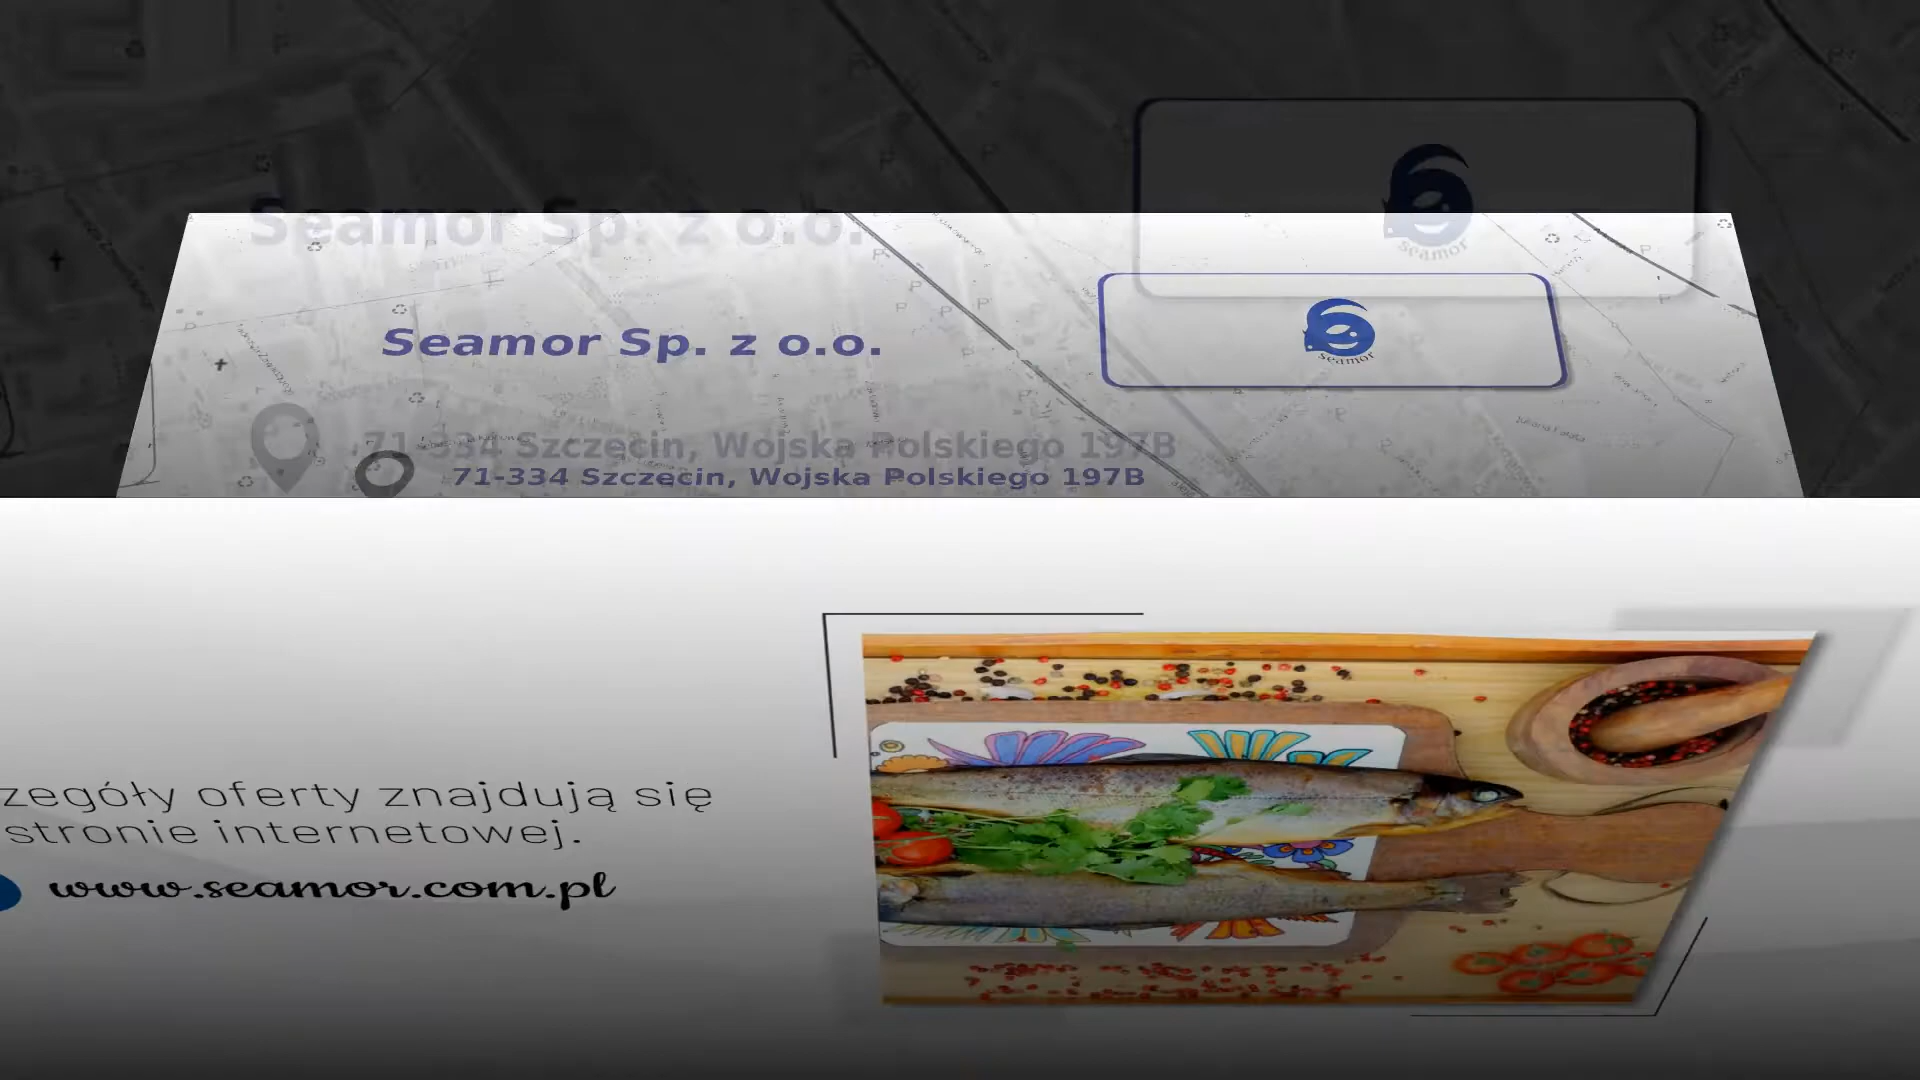 Seamor Sp. z o.o.
seamor
Seamor Sp. z o.o.
seamor
71-334 Szczecin, Wojska Polskiego 197B
71-334 Szczecin, Wojska Polskiego 197B
zegóły oferty znajdują się
stronie internetowej.
www.seamor.com.pl